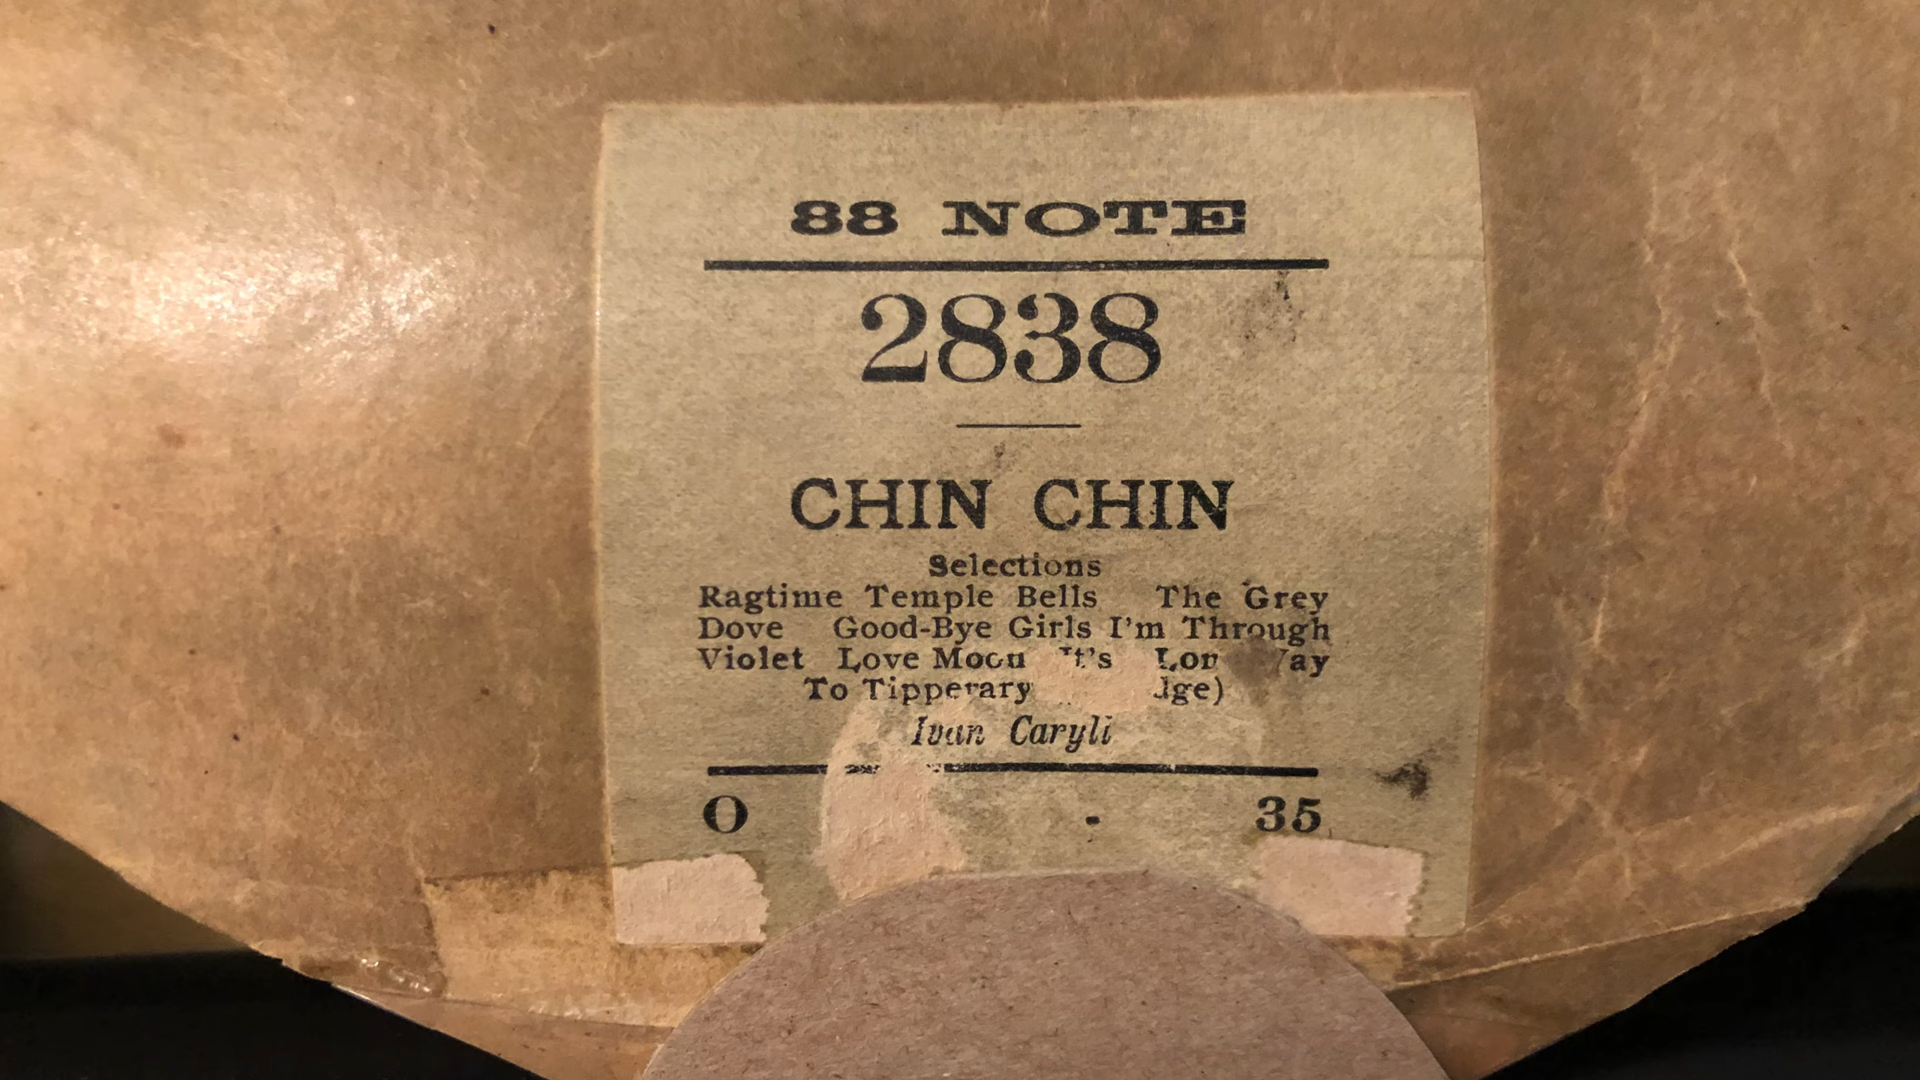 88 NOTE
2838
CHIN CHIN
Selections
Ragtime Temple Bells The Grey
Dove Good-Bye Girls I'm Through
Violet Love Moon It's
To Tipperary
Ivan Caryll
O - 35